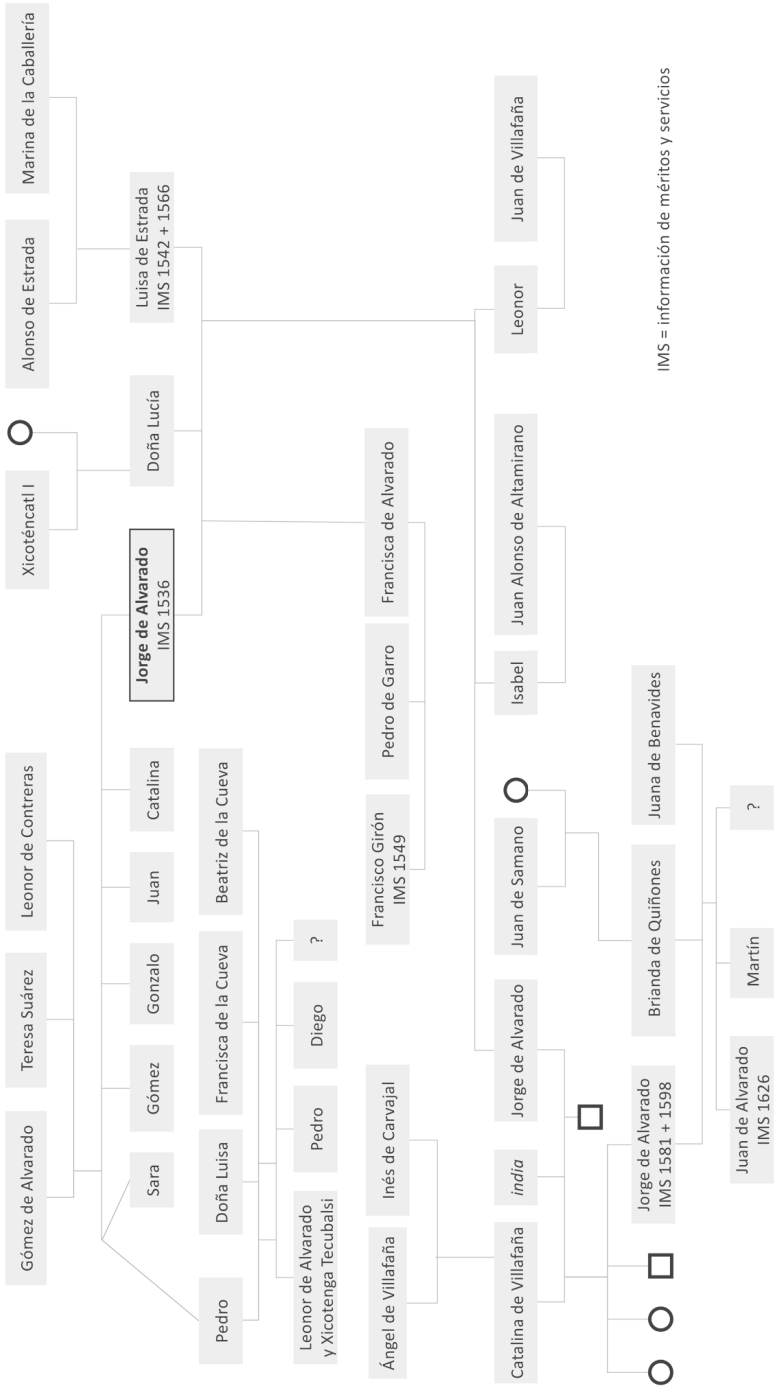 Gómez de Alvarado
Teresa Suárez
Leonor de Contreras
Xicoténcatl I
Alonso de Estrada
Marina de la Caballería
Sara
Gómez
Gonzalo
Juan
Catalina
Jorge de Alvarado
IMS 1536
Doña Lucía
Luisa de Estrada
IMS 1542 + 1566
Pedro
Doña Luisa
Francisca de la Cueva
Beatriz de la Cueva
Leonor de Alvarado
y Xicotenga Tecubalsi
Pedro
Diego
?
Ángel de Villafaña
Inés de Carvajal
Francisco Girón
IMS 1549
Pedro de Garro
Francisca de Alvarado
Catalina de Villafaña
india
Jorge de Alvarado
Juan de Samano
Isabel
Juan Alonso de Altamirano
Leonor
Juan de Villafaña
Jorge de Alvarado
IMS 1581 + 1598
Brianda de Quiñones
Juana de Benavides
Juan de Alvarado
IMS 1626
Martín
?
IMS = información de méritos y servicios